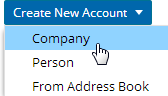 Create New Account
Company
Person
From Address Book